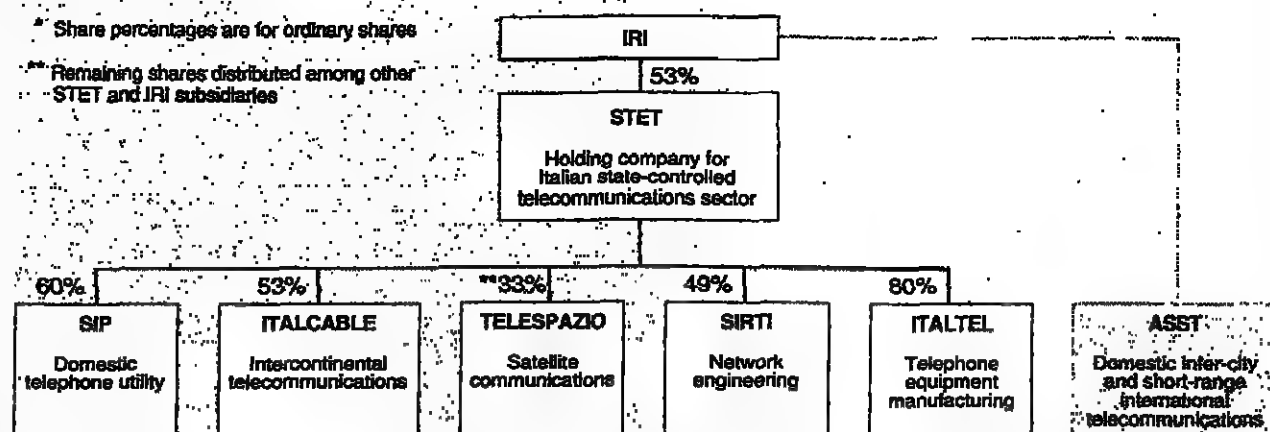 * Share percentages are for ordinary shares
** Remaining shares distributed among other
STET and IRI subsidiaries
IRI
53%
STET
Holding company for
Italian state-controlled
telecommunications sector
60%
SIP
Domestic
telephone utility
53%
ITALCABLE
Intercontinental
telecommunications
**33%
TELESPAZIO
Satellite
communications
49%
SIRTI
Network
engineering
80%
ITALTEL
Telephone
equipment
manufacturing
ASST
Domestic inter-city
and short-range
international
telecommunications